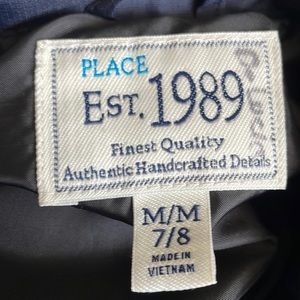 PLACE
EST. 1989
Finest Quality
Authentic Handcrafted Details
M/M
7/8
MADE IN
VIETNAM